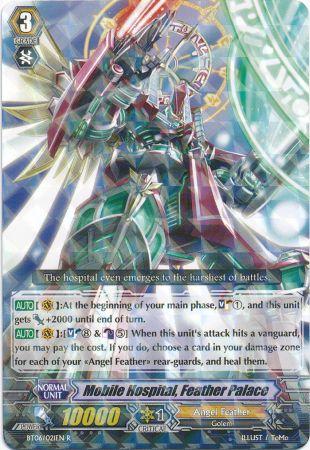 3
GRADE
The hospital even emerges to the harshest of battles.
AUTO [ ]:At the beginning of your main phase, (1), and this unit
gets +2000 until end of turn.
AUTO [ ]:[ (8) & (5)] When this unit's attack hits a vanguard,
you may pay the cost. If you do, choose a card in your damage zone
for each of your «Angel Feather» rear-guards, and heal them.
NORMAL
UNIT
Mobile Hospital, Feather Palace
POWER
10000
1
CRITICAL
Angel Feather
Golem
BT06/021EN R
ILLUST / ToMo